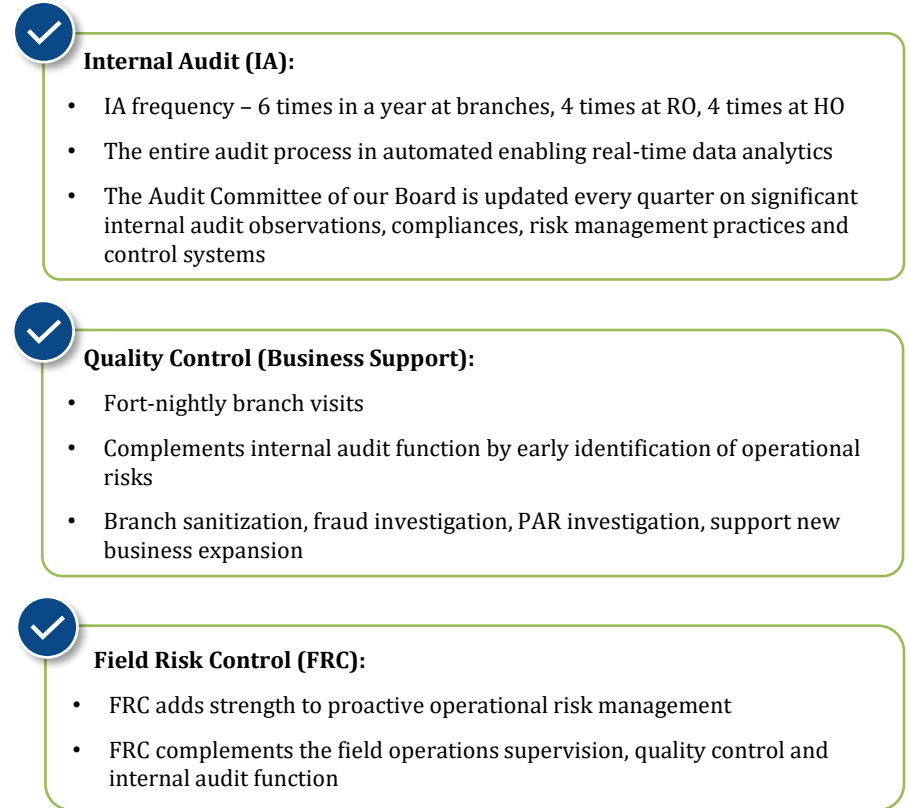 Internal Audit (IA):
• IA frequency – 6 times in a year at branches, 4 times at RO, 4 times at HO
• The entire audit process in automated enabling real-time data analytics
• The Audit Committee of our Board is updated every quarter on significant
internal audit observations, compliances, risk management practices and
control systems
Quality Control (Business Support):
• Fort-nightly branch visits
• Complements internal audit function by early identification of operational
risks
• Branch sanitization, fraud investigation, PAR investigation, support new
business expansion
Field Risk Control (FRC):
• FRC adds strength to proactive operational risk management
• FRC complements the field operations supervision, quality control and
internal audit function